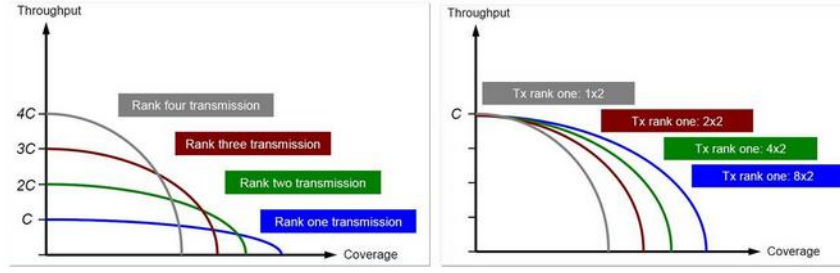 Throughput
4C
3C
2C
C
Rank four transmission
Rank three transmission
Rank two transmission
Rank one transmission
Coverage
Throughput
C
Tx rank one: 1x2
Tx rank one: 2x2
Tx rank one: 4x2
Tx rank one: 8x2
Coverage